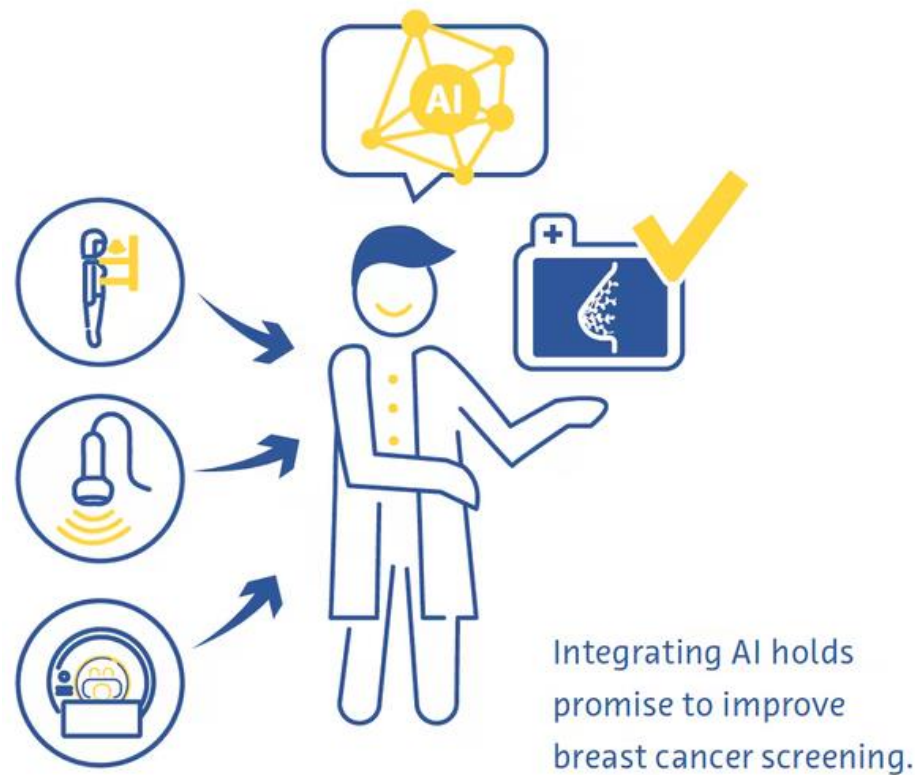 AI
Integrating AI holds
promise to improve
breast cancer screening.